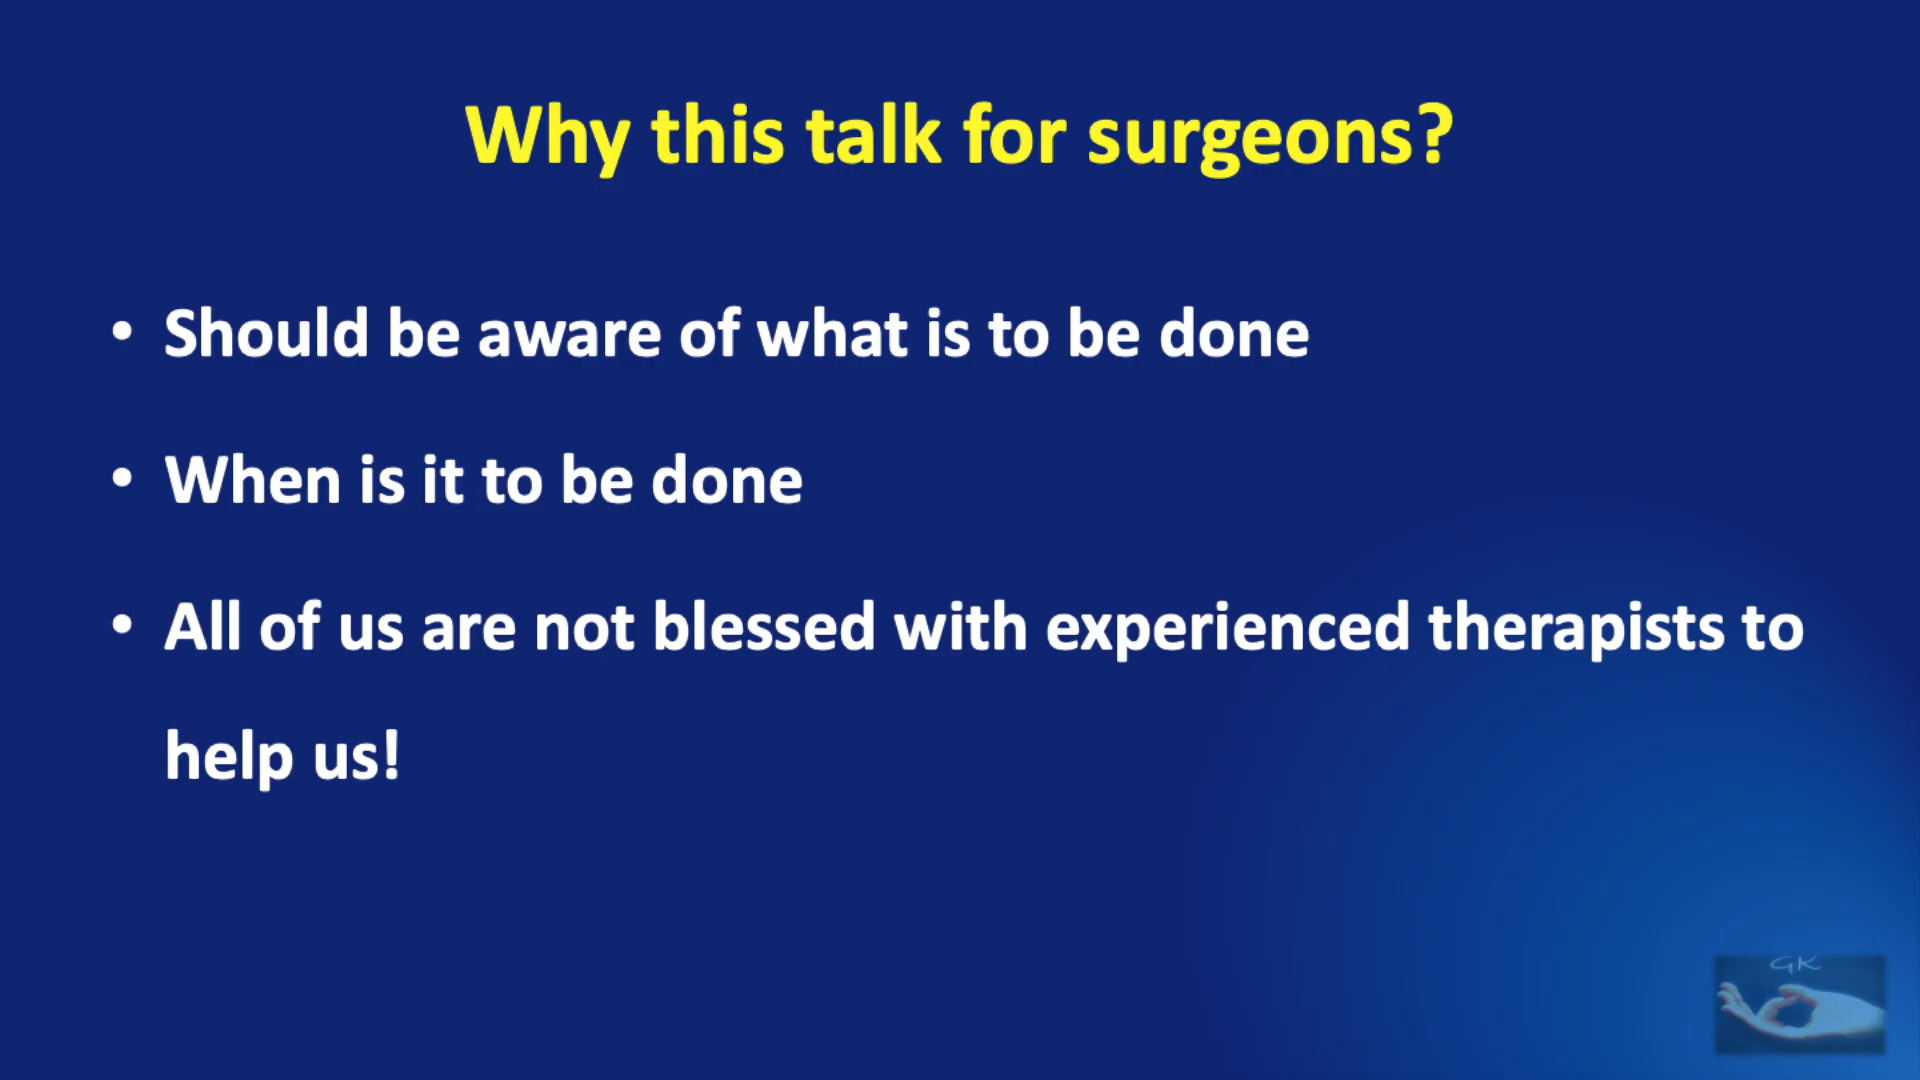 Why this talk for surgeons?
• Should be aware of what is to be done
• When is it to be done
• All of us are not blessed with experienced therapists to
help us!
GK